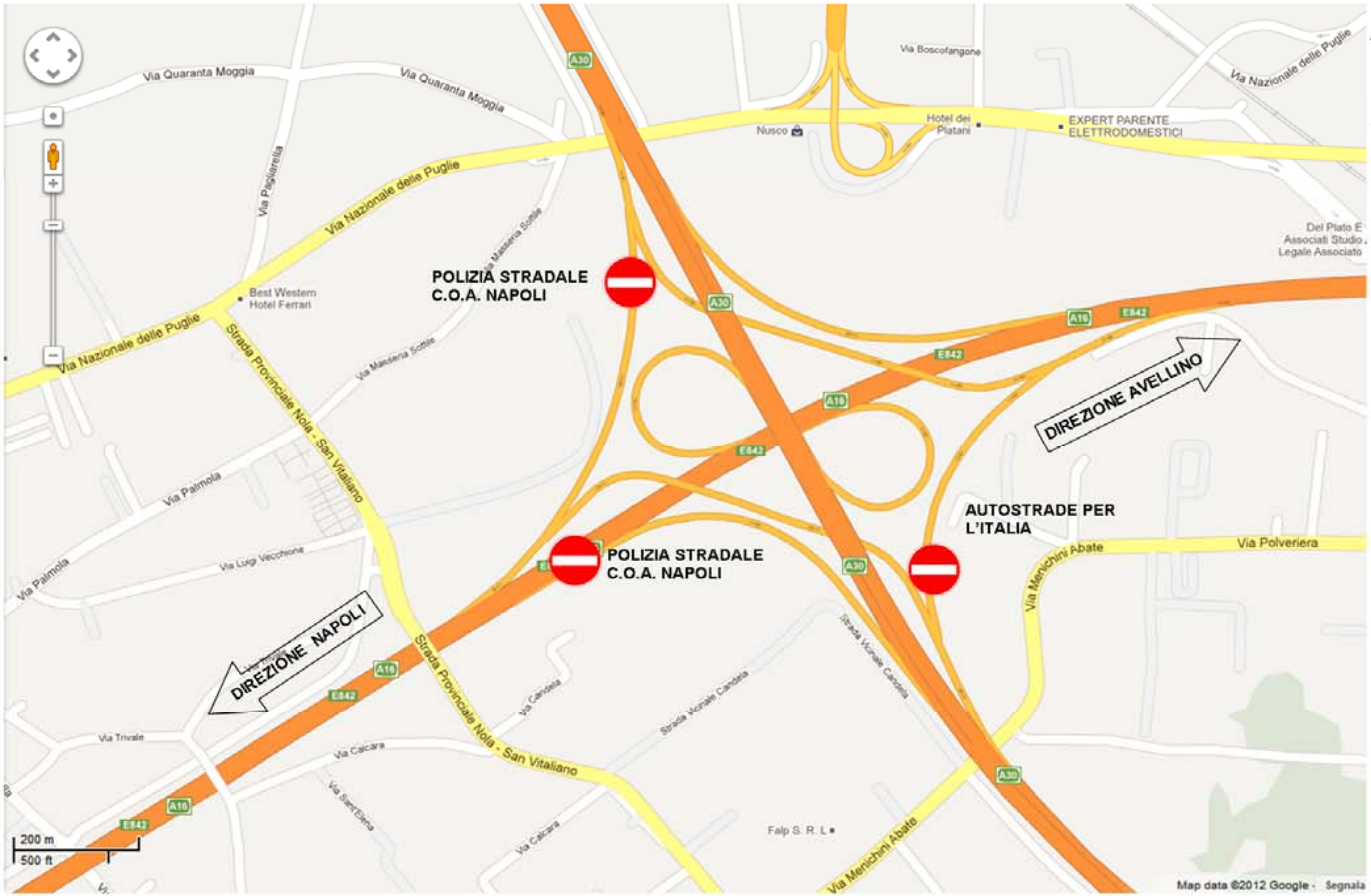 A30
Via Boscofangone
Via Nazionale delle Puglie
Via Quaranta Moggia
Via Quaranta Moggia
Nusco
Hotel dei
Platani
EXPERT PARENTE
ELETTRODOMESTICI
Via Pagliarella
Via Nazionale delle Puglie
Via Masseria Sottile
Del Plato E
Associati Studio
Legale Associato
POLIZIA STRADALE
C.O.A. NAPOLI
Best Western
Hotel Ferrari
A30
A16
E842
Via Nazionale delle Puglie
Strada Provinciale Nola - San Vitaliano
Via Masseria Sottile
E842
DIREZIONE AVELLINO
A16
E842
Via Palmola
AUTOSTRADE PER
L'ITALIA
Via Luigi Vecchione
Via Palmola
POLIZIA STRADALE
C.O.A. NAPOLI
A30
Via Menichini Abate
Via Polveriera
DIREZIONE NAPOLI
Via Trivale
Strada Provinciale Nola - San Vitaliano
Strada Vicinale Candela
A16
E842
Via Candela
Strada Vicinale Candela
Via Trivale
Via Calcara
A30
Via Sant'Elena
A16
E842
Via Calcara
Falp S. R. L
Via Menichini Abate
200 m
500 ft
Map data ©2012 Google -